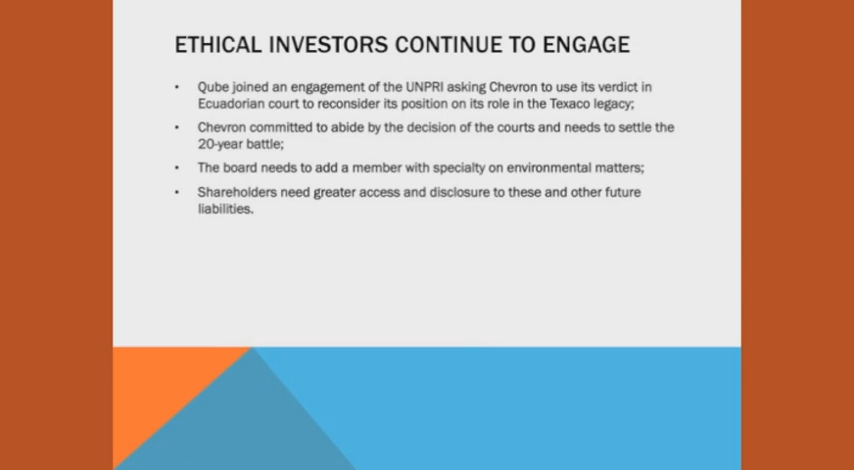 ETHICAL INVESTORS CONTINUE TO ENGAGE
• Qube joined an engagement of the UNPRI asking Chevron to use its verdict in
Ecuadorian court to reconsider its position on its role in the Texaco legacy;
• Chevron committed to abide by the decision of the courts and needs to settle the
20-year battle;
• The board needs to add a member with specialty on environmental matters;
• Shareholders need greater access and disclosure to these and other future
liabilities.